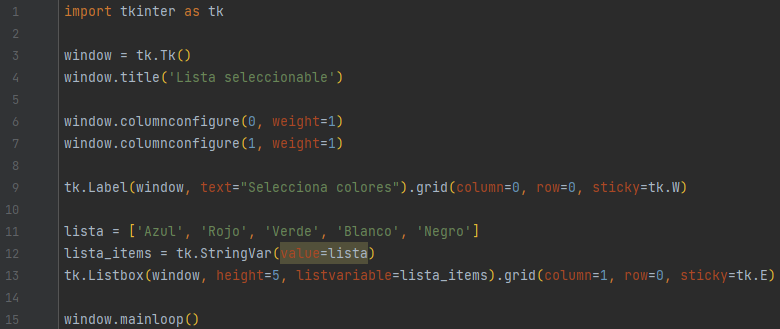 1 import tkinter as tk
2
3 window = tk.Tk()
4 window.title('Lista seleccionable')
5
6 window.columnconfigure(0, weight=1)
7 window.columnconfigure(1, weight=1)
8
9 tk.Label(window, text="Selecciona colores").grid(column=0, row=0, sticky=tk.W)
10
11 lista = ['Azul', 'Rojo', 'Verde', 'Blanco', 'Negro']
12 lista_items = tk.StringVar(value=lista)
13 tk.Listbox(window, height=5, listvariable=lista_items).grid(column=1, row=0, sticky=tk.E)
14
15 window.mainloop()